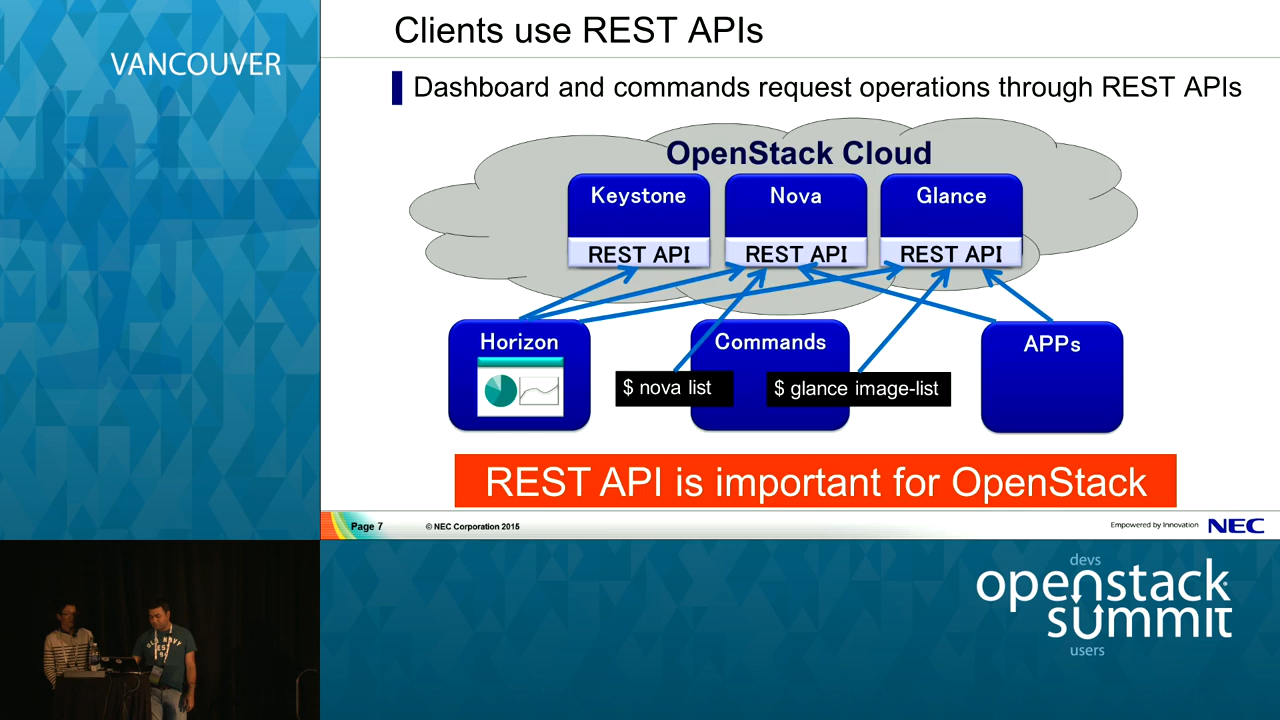 VANCOUVER
Clients use REST APIs
Dashboard and commands request operations through REST APIs
OpenStack Cloud
Keystone
Nova
Glance
REST API
REST API
REST API
Horizon
Commands
APPs
$ nova list
$ glance image-list
REST API is important for OpenStack
Page 7
© NEC Corporation 2015
Empowered by Innovation
NEC
devs
openstack
summit
users
OLD NAVY